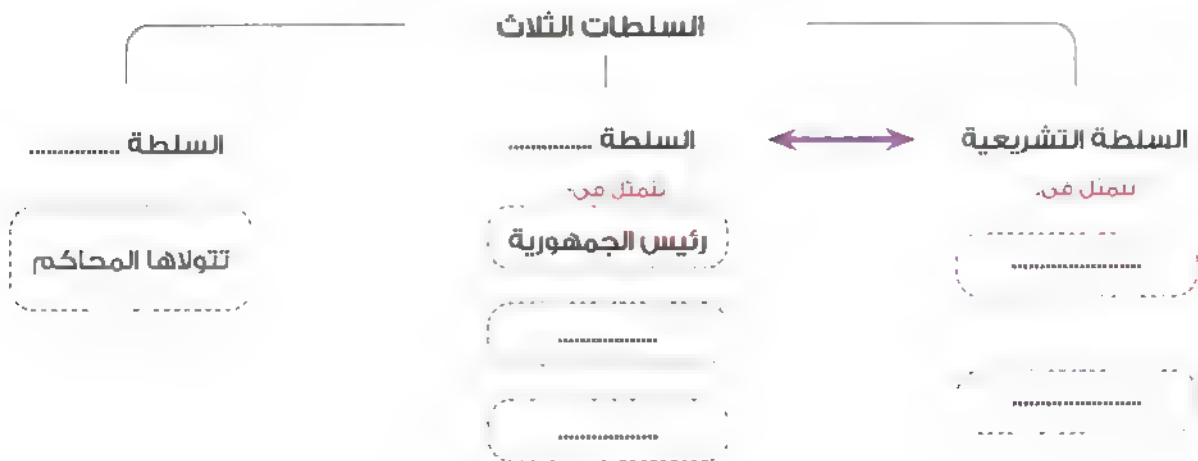 السلطات الثلاث
السلطة التشريعية
تتمثل في:
....................
....................
السلطة ..............
تتمثل في:
رئيس الجمهورية
................
................
السلطة ..............
تتولاها المحاكم